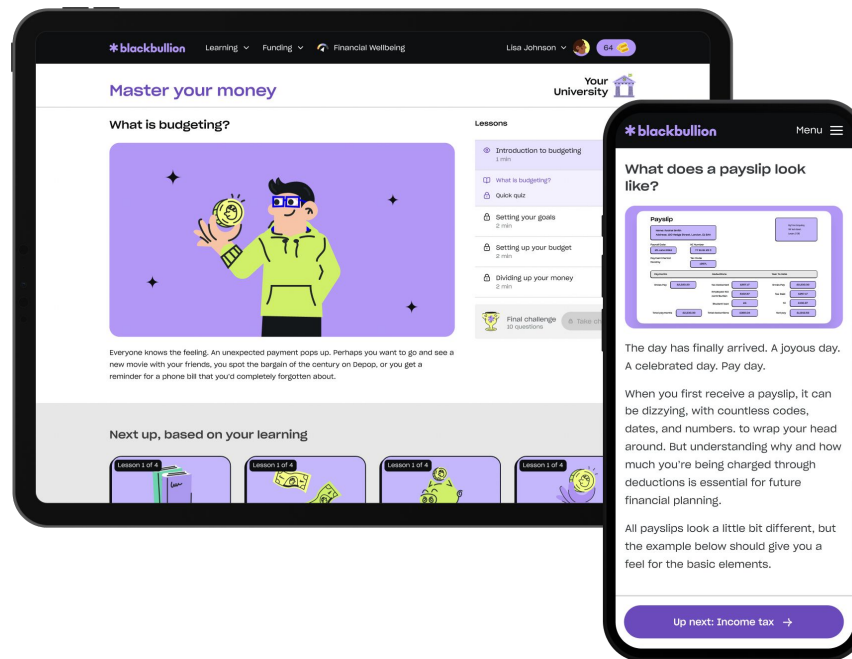 blackbullion
Learning
Funding
Financial Wellbeing
Lisa Johnson
64
Master your money
Your
University
What is budgeting?
Lessons
Introduction to budgeting
1 min
What is budgeting?
Quick quiz
Setting your goals
2 min
Setting up your budget
2 min
Dividing up your money
2 min
Final challenge
10 questions
Take ch
Everyone knows the feeling. An unexpected payment pops up. Perhaps you want to go and see a
new movie with your friends, you spot the bargain of the century on Depop, or you get a
reminder for a phone bill that you'd completely forgotten about.
Next up, based on your learning
Lesson 1 of 4
Lesson 1 of 4
Lesson 1 of 4
Lesson 1 of 4
blackbullion
Menu
What does a payslip look
like?
Payslip
The day has finally arrived. A joyous day.
A celebrated day. Pay day.
When you first receive a payslip, it can
be dizzying, with countless codes,
dates, and numbers. to wrap your head
around. But understanding why and how
much you're being charged through
deductions is essential for future
financial planning.
All payslips look a little bit different, but
the example below should give you a
feel for the basic elements.
Up next: Income tax →